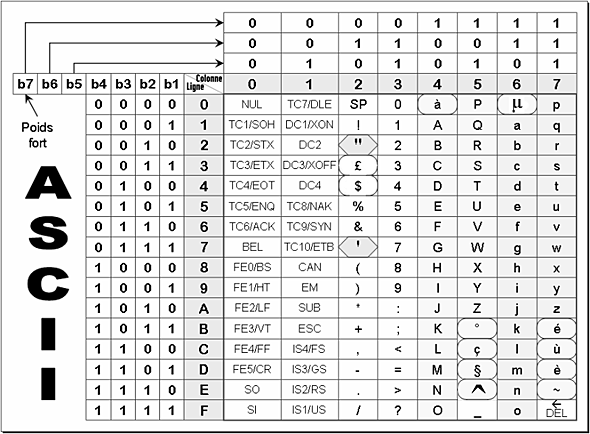 0 0 0 0 1 1 1 1
0 0 1 1 0 0 1 1
0 1 0 1 0 1 0 1
b7 b6 b5 b4 b3 b2 b1 Colonne Ligne 0 1 2 3 4 5 6 7
Poids
fort
ASCII
0 0 0 0 0 NUL TC7/DLE SP 0 à P µ p
0 0 0 1 1 TC1/SOH DC1/XON ! 1 A Q a q
0 0 1 0 2 TC2/STX DC2 " 2 B R b r
0 0 1 1 3 TC3/ETX DC3/XOFF £ 3 C S c s
0 1 0 0 4 TC4/EOT DC4 $ 4 D T d t
0 1 0 1 5 TC5/ENQ TC8/NAK % 5 E U e u
0 1 1 0 6 TC6/ACK TC9/SYN & 6 F V f v
0 1 1 1 7 BEL TC10/ETB ' 7 G W g w
1 0 0 0 8 FE0/BS CAN ( 8 H X h x
1 0 0 1 9 FE1/HT EM ) 9 I Y i y
1 0 1 0 A FE2/LF SUB * : J Z j z
1 0 1 1 B FE3/VT ESC + ; K ° k é
1 1 0 0 C FE4/FF IS4/FS , < L ç l ù
1 1 0 1 D FE5/CR IS3/GS - = M § m è
1 1 1 0 E SO IS2/RS . > N ^ n ~
1 1 1 1 F SI IS1/US / ? O _ o ← DEL